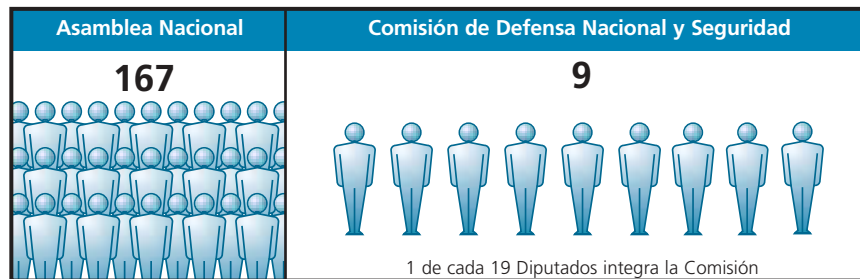 Asamblea Nacional
167
Comisión de Defensa Nacional y Seguridad
9
1 de cada 19 Diputados integra la Comisión